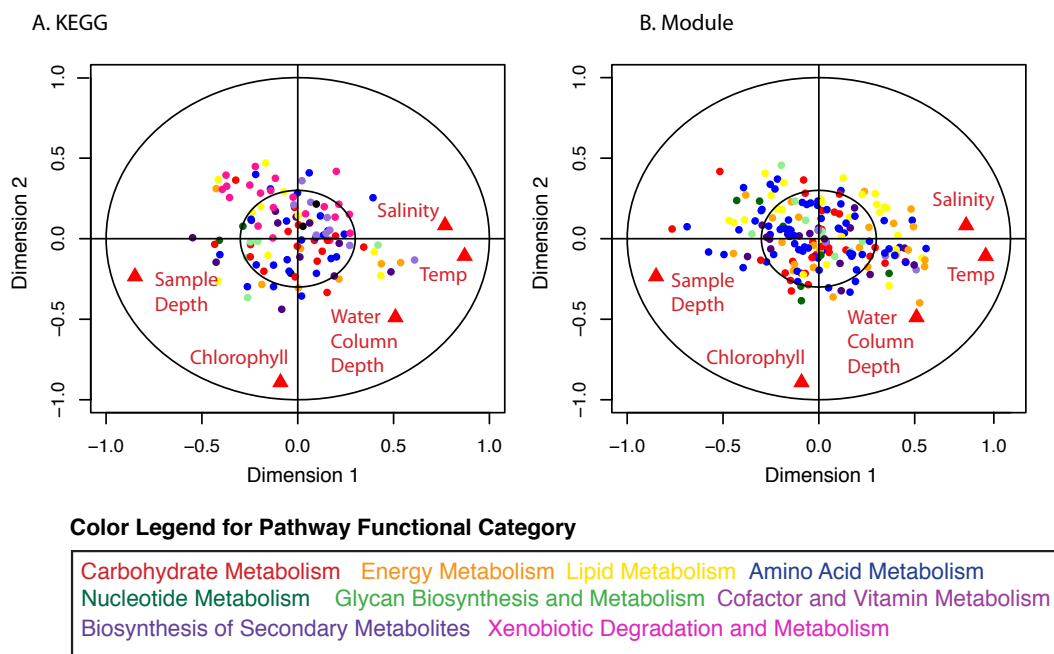 A. KEGG
B. Module
1.0
0.5
0.0
−0.5
−1.0
Dimension 2
Salinity
Temp
Sample
Depth
Water
Column
Depth
Chlorophyll
−1.0
−0.5
0.0
0.5
1.0
Dimension 1
1.0
0.5
0.0
−0.5
−1.0
Dimension 2
Salinity
Temp
Sample
Depth
Water
Column
Depth
Chlorophyll
−1.0
−0.5
0.0
0.5
1.0
Dimension 1
Color Legend for Pathway Functional Category
Carbohydrate Metabolism Energy Metabolism Lipid Metabolism Amino Acid Metabolism
Nucleotide Metabolism Glycan Biosynthesis and Metabolism Cofactor and Vitamin Metabolism
Biosynthesis of Secondary Metabolites Xenobiotic Degradation and Metabolism